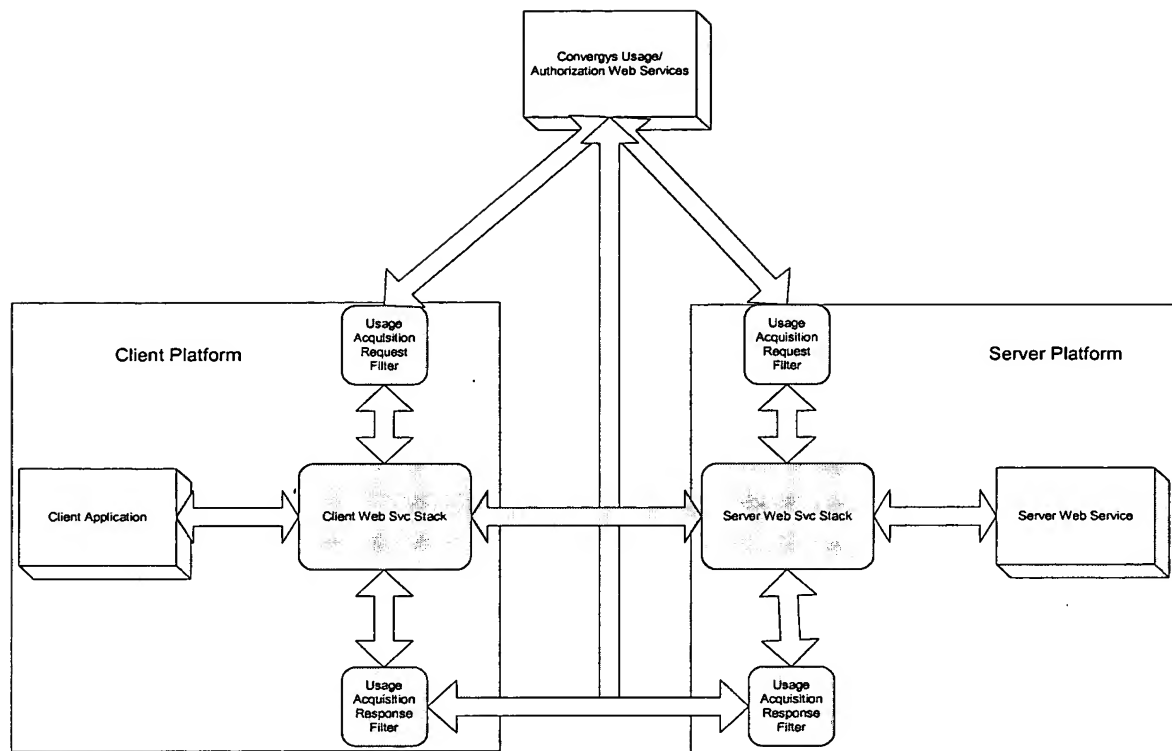 Convergys Usage/
Authorization Web Services
Usage
Acquisition
Request
Filter
Usage
Acquisition
Request
Filter
Client Platform
Server Platform
Client Application
Client Web Svc Stack
Server Web Svc Stack
Server Web Service
Usage
Acquisition
Response
Filter
Usage
Acquisition
Response
Filter